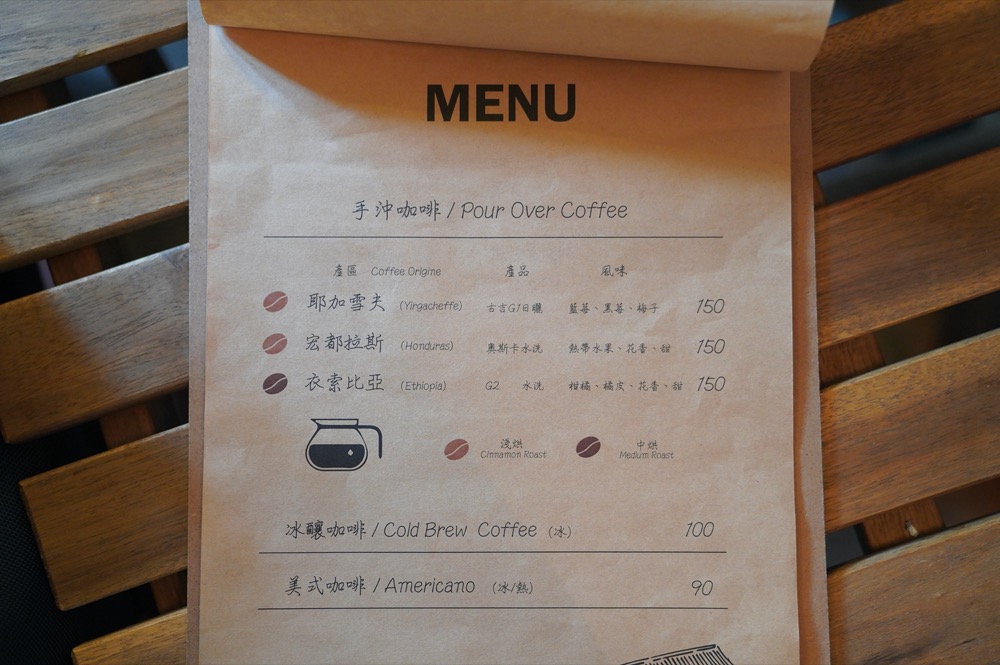 MENU
手沖咖啡 / Pour Over Coffee
產區 Coffee Origine 產品 風味
耶加雪夫 (Yirgacheffe) 古吉G1日曬 藍莓、黑莓、梅子 150
宏都拉斯 (Honduras) 奧斯卡水洗 熱帶水果、花香、甜 150
衣索比亞 (Ethiopia) G2 水洗 柑橘、橘皮、花香、甜 150
淺烘 中烘
Cinnamon Roast Medium Roast
冰釀咖啡 / Cold Brew Coffee (冰) 100
美式咖啡 / Americano (冰/熱) 90